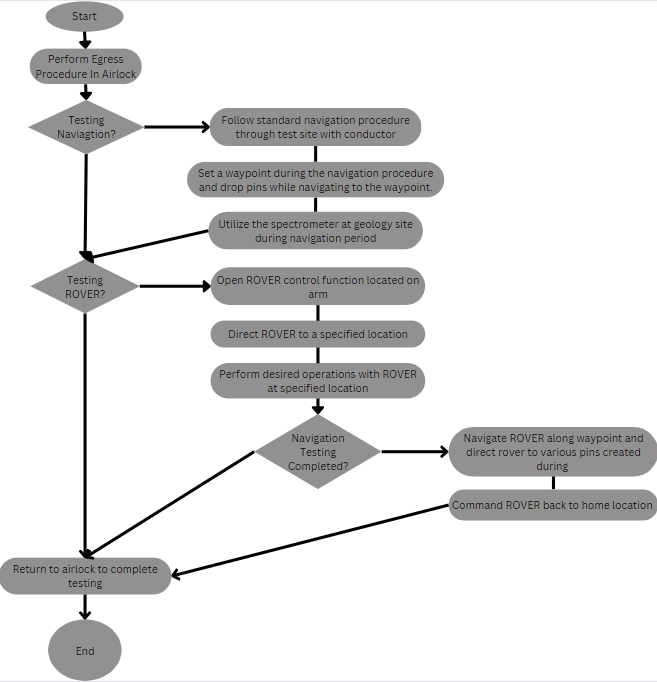 Start
Perform Egress
Procedure In Airlock
Testing
Naviagtion?
Follow standard navigation procedure
through test site with conductor
Set a waypoint during the navigation procedure
and drop pins while navigating to the waypoint.
Utilize the spectrometer at geology site
during navigation period
Testing
ROVER?
Open ROVER control function located on
arm
Direct ROVER to a specified location
Perform desired operations with ROVER
at specified location
Navigation
Testing
Completed?
Navigate ROVER along waypoint and
direct rover to various pins created
during
Command ROVER back to home location
Return to airlock to complete
testing
End